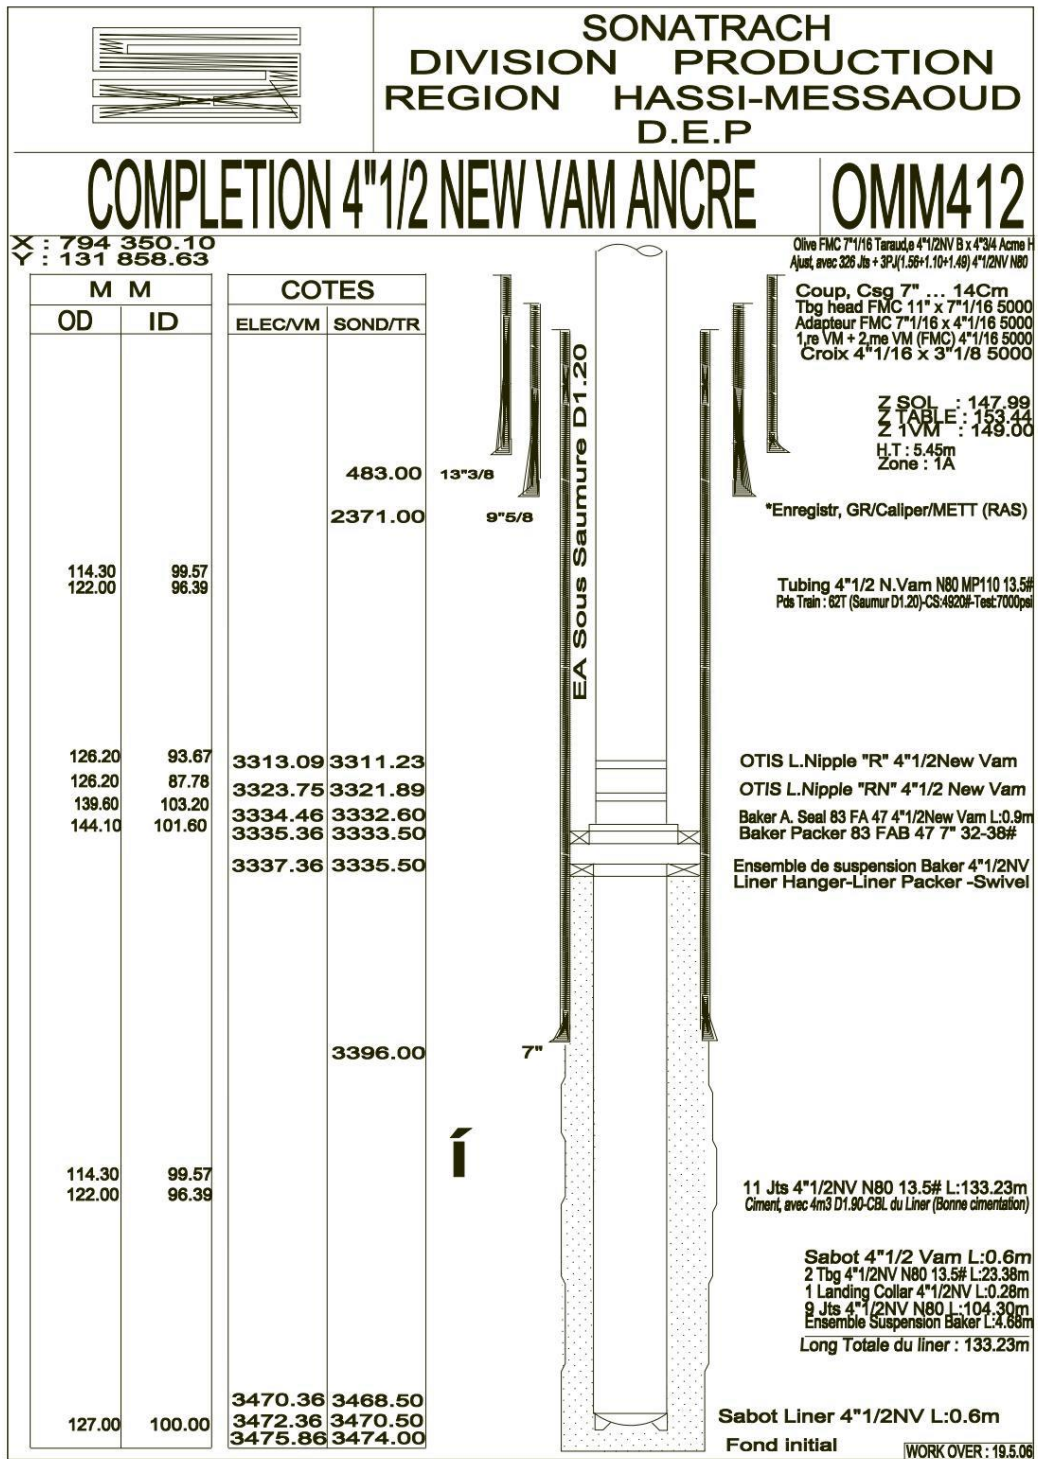 SONATRACH
DIVISION PRODUCTION
REGION HASSI-MESSAOUD
D.E.P
COMPLETION 4"1/2 NEW VAM ANCRE
OMM412
X : 794 350.10
Y : 131 858.63
Olive FMC 7"1/16 Taraud,e 4"1/2NV B x 4"3/4 Acme H
Ajust, avec 326 Jts + 3PJ(1.56+1.10+1.49) 4"1/2NV N80
M M
COTES
OD ID
ELEC/VM SOND/TR
Coup, Csg 7" ... 14Cm
Tbg head FMC 11" x 7"1/16 5000
Adapteur FMC 7"1/16 x 4"1/16 5000
1,re VM + 2,me VM (FMC) 4"1/16 5000
Croix 4"1/16 x 3"1/8 5000
EA Sous Saumure D1.20
Z SOL : 147.99
Z TABLE : 153.44
Z 1VM : 149.00
H.T : 5.45m
Zone : 1A
483.00 13"3/8
2371.00 9"5/8
*Enregistr, GR/Caliper/METT (RAS)
114.30 99.57
122.00 96.39
Tubing 4"1/2 N.Vam N80 MP110 13.5#
Pds Train : 62T (Saumur D1.20)-CS:4920#-Test:7000psi
126.20 93.67 3313.09 3311.23 OTIS L.Nipple "R" 4"1/2New Vam
126.20 87.78 3323.75 3321.89 OTIS L.Nipple "RN" 4"1/2 New Vam
139.60 103.20 3334.46 3332.60 Baker A. Seal 83 FA 47 4"1/2New Vam L:0.9m
144.10 101.60 3335.36 3333.50 Baker Packer 83 FAB 47 7" 32-38#
3337.36 3335.50 Ensemble de suspension Baker 4"1/2NV
Liner Hanger-Liner Packer -Swivel
3396.00 7"
Í
114.30 99.57 11 Jts 4"1/2NV N80 13.5# L:133.23m
122.00 96.39 Ciment, avec 4m3 D1.90-CBL du Liner (Bonne cimentation)
Sabot 4"1/2 Vam L:0.6m
2 Tbg 4"1/2NV N80 13.5# L:23.38m
1 Landing Collar 4"1/2NV L:0.28m
9 Jts 4"1/2NV N80 L:104.30m
Ensemble Suspension Baker L:4.68m
Long Totale du liner : 133.23m
3470.36 3468.50
127.00 100.00 3472.36 3470.50 Sabot Liner 4"1/2NV L:0.6m
3475.86 3474.00 Fond initial
WORK OVER : 19.5.06